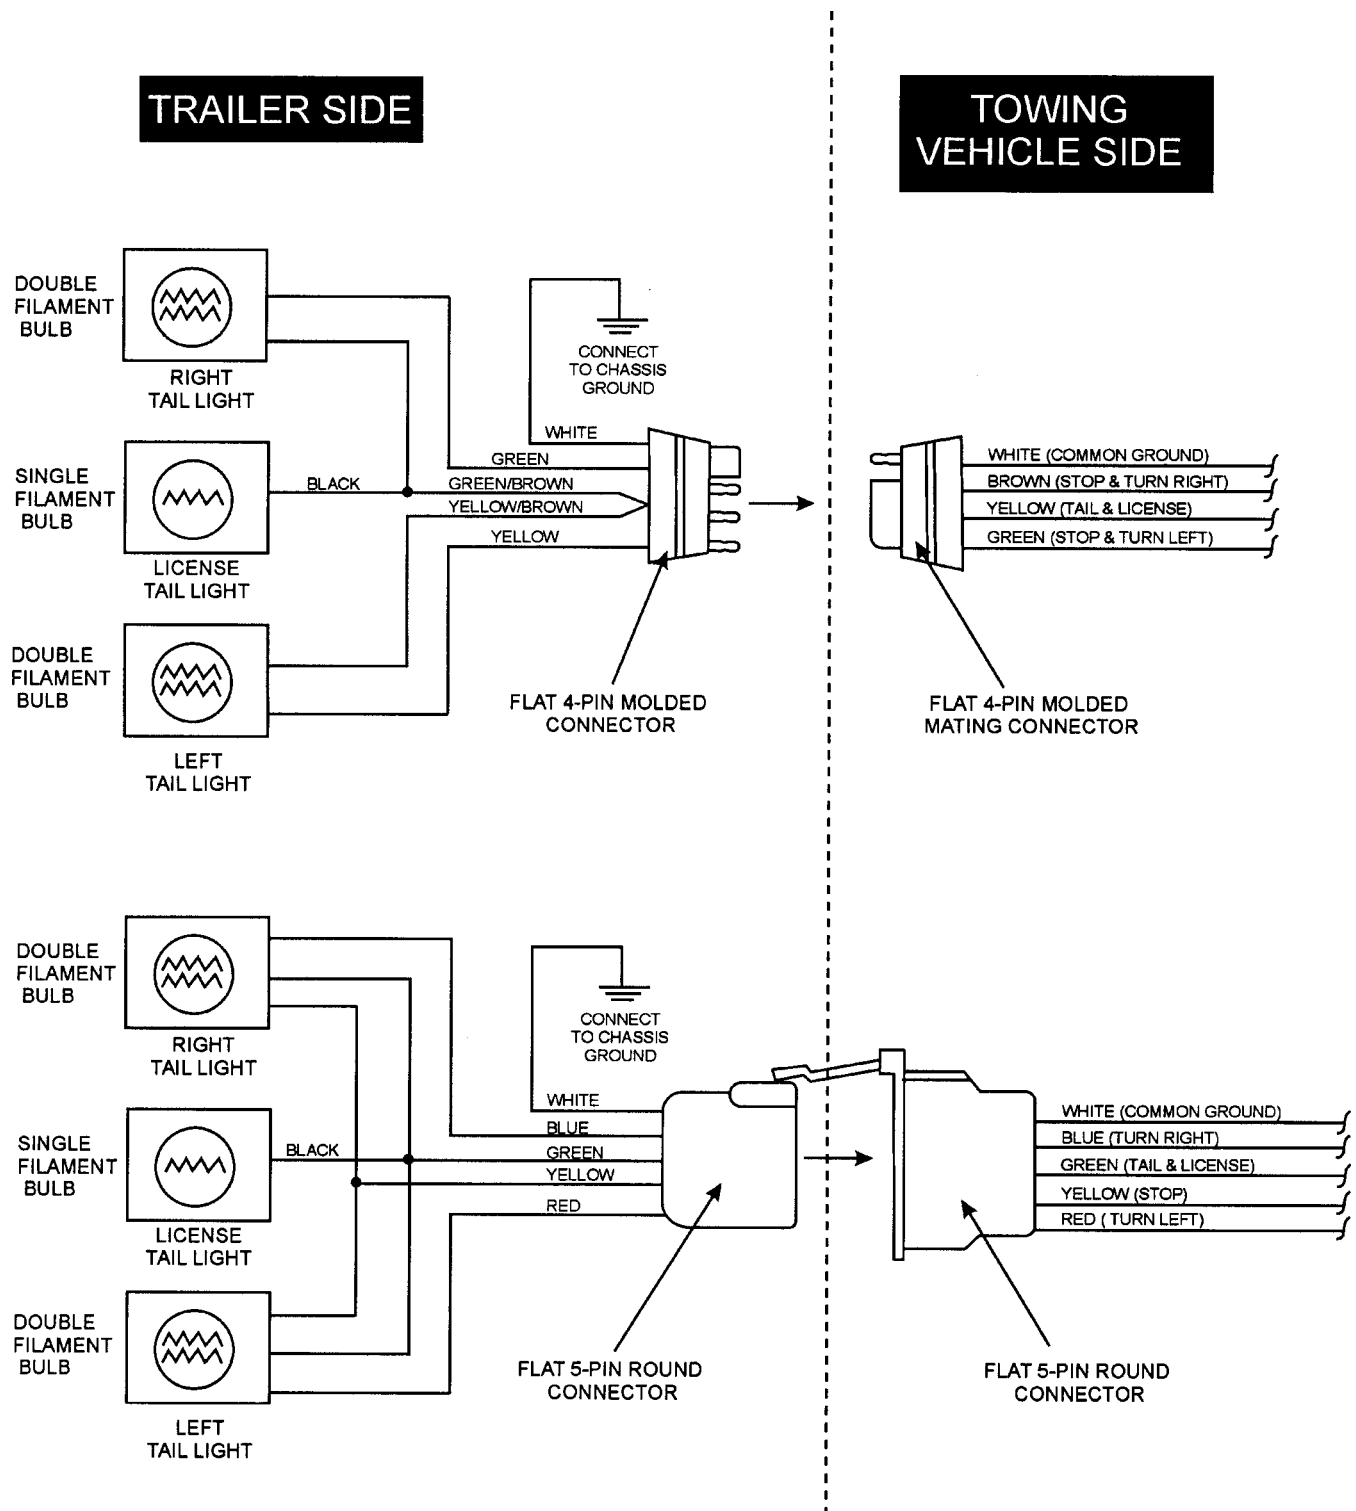 TRAILER SIDE
TOWING
VEHICLE SIDE
DOUBLE
FILAMENT
BULB
RIGHT
TAIL LIGHT
SINGLE
FILAMENT
BULB
LICENSE
TAIL LIGHT
DOUBLE
FILAMENT
BULB
LEFT
TAIL LIGHT
BLACK
CONNECT
TO CHASSIS
GROUND
WHITE
GREEN
GREEN/BROWN
YELLOW/BROWN
YELLOW
FLAT 4-PIN MOLDED
CONNECTOR
WHITE (COMMON GROUND)
BROWN (STOP & TURN RIGHT)
YELLOW (TAIL & LICENSE)
GREEN (STOP & TURN LEFT)
FLAT 4-PIN MOLDED
MATING CONNECTOR
DOUBLE
FILAMENT
BULB
RIGHT
TAIL LIGHT
SINGLE
FILAMENT
BULB
LICENSE
TAIL LIGHT
DOUBLE
FILAMENT
BULB
LEFT
TAIL LIGHT
BLACK
CONNECT
TO CHASSIS
GROUND
WHITE
BLUE
GREEN
YELLOW
RED
FLAT 5-PIN ROUND
CONNECTOR
WHITE (COMMON GROUND)
BLUE (TURN RIGHT)
GREEN (TAIL & LICENSE)
YELLOW (STOP)
RED ( TURN LEFT)
FLAT 5-PIN ROUND
CONNECTOR